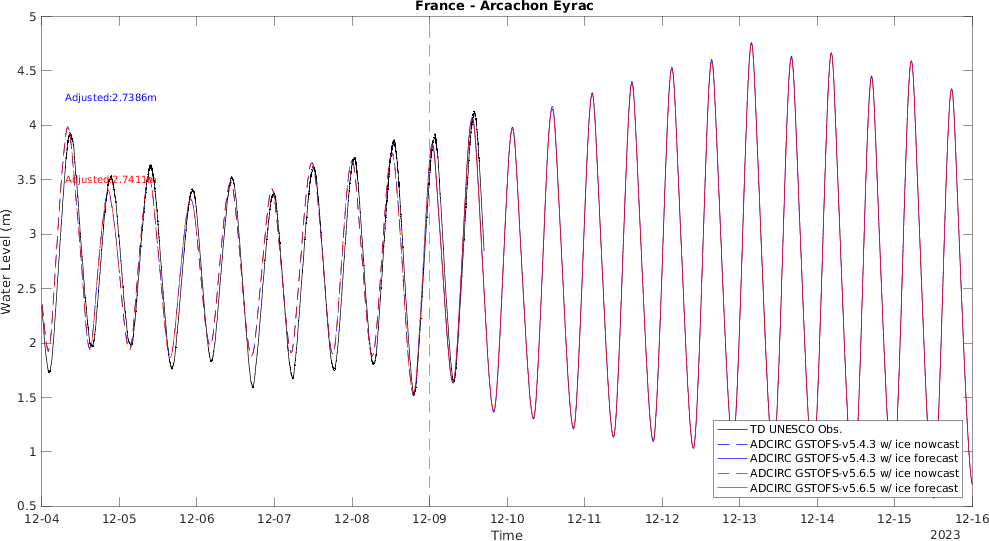 France - Arcachon Eyrac
5
4.5
4
3.5
3
2.5
2
1.5
1
0.5
Water Level (m)
Adjusted:2.7386m
Adjusted:2.7411m
TD UNESCO Obs.
ADCIRC GSTOFS-v5.4.3 w/ ice nowcast
ADCIRC GSTOFS-v5.4.3 w/ ice forecast
ADCIRC GSTOFS-v5.6.5 w/ ice nowcast
ADCIRC GSTOFS-v5.6.5 w/ ice forecast
12-04 12-05 12-06 12-07 12-08 12-09 12-10 12-11 12-12 12-13 12-14 12-15 12-16
Time
2023